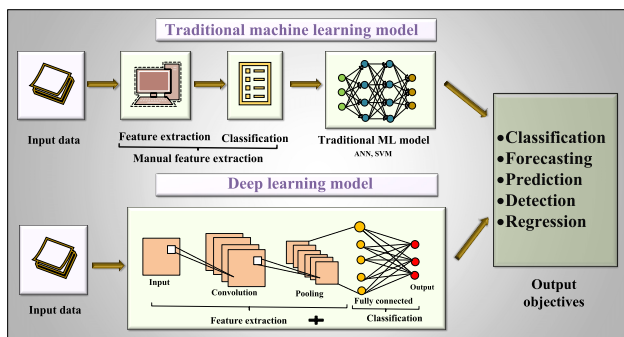 Traditional machine learning model
Input data
Feature extraction
Classification
Manual feature extraction
Traditional ML model
ANN, SVM
Deep learning model
Input data
Input
Convolution
Pooling
Fully connected
Output
Feature extraction +
Classification
•Classification
•Forecasting
•Prediction
•Detection
•Regression
Output
objectives